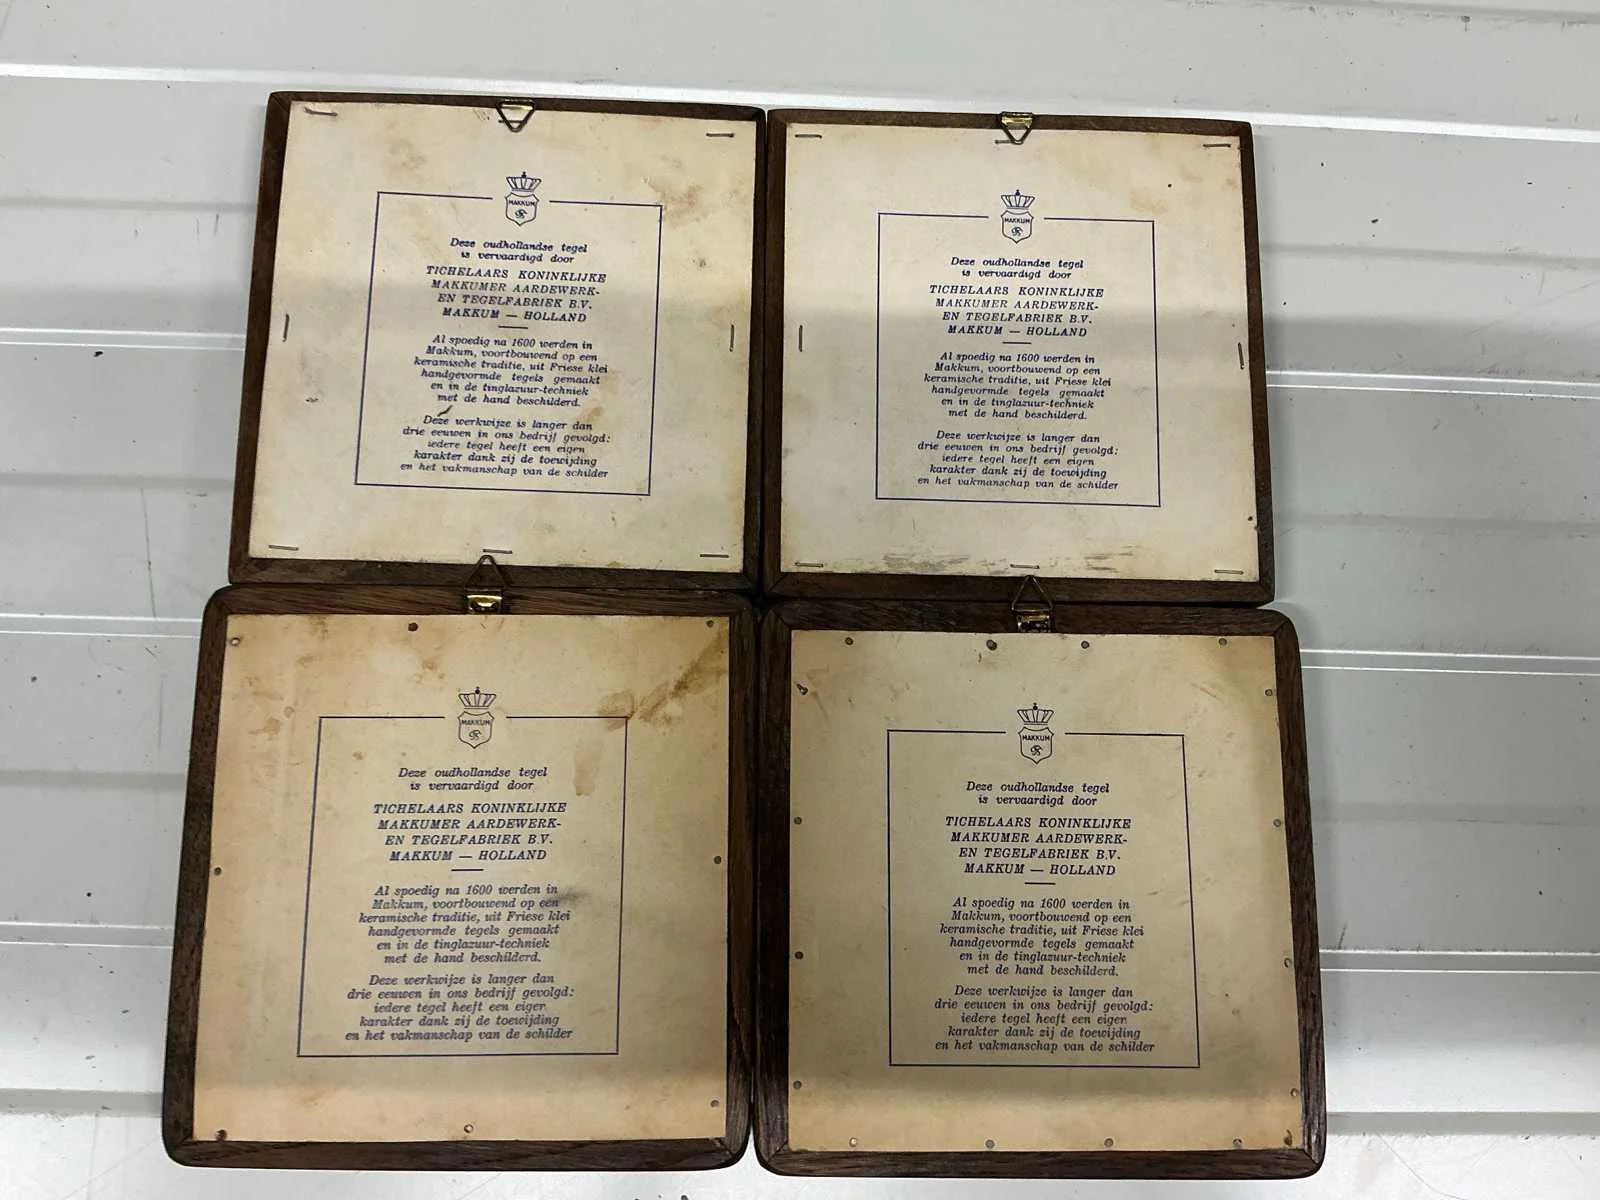 MAKKUM
Deze oudhollandse tegel
is vervaardigd door
TICHELAARS KONINKLIJKE
MAKKUMER AARDEWERK-
EN TEGELFABRIEK B.V.
MAKKUM — HOLLAND
Al spoedig na 1600 werden in
Makkum, voortbouwend op een
keramische traditie, uit Friese klei
handgevormde tegels gemaakt
en in de tinglazuur-techniek
met de hand beschilderd.
Deze werkwijze is langer dan
drie eeuwen in ons bedrijf gevolgd:
iedere tegel heeft een eigen
karakter dank zij de toewijding
en het vakmanschap van de schilder
MAKKUM
Deze oudhollandse tegel
is vervaardigd door
TICHELAARS KONINKLIJKE
MAKKUMER AARDEWERK-
EN TEGELFABRIEK B.V.
MAKKUM — HOLLAND
Al spoedig na 1600 werden in
Makkum, voortbouwend op een
keramische traditie, uit Friese klei
handgevormde tegels gemaakt
en in de tinglazuur-techniek
met de hand beschilderd.
Deze werkwijze is langer dan
drie eeuwen in ons bedrijf gevolgd:
iedere tegel heeft een eigen
karakter dank zij de toewijding
en het vakmanschap van de schilder
MAKKUM
Deze oudhollandse tegel
is vervaardigd door
TICHELAARS KONINKLIJKE
MAKKUMER AARDEWERK-
EN TEGELFABRIEK B.V.
MAKKUM — HOLLAND
Al spoedig na 1600 werden in
Makkum, voortbouwend op een
keramische traditie, uit Friese klei
handgevormde tegels gemaakt
en in de tinglazuur-techniek
met de hand beschilderd.
Deze werkwijze is langer dan
drie eeuwen in ons bedrijf gevolgd:
iedere tegel heeft een eigen
karakter dank zij de toewijding
en het vakmanschap van de schilder
MAKKUM
Deze oudhollandse tegel
is vervaardigd door
TICHELAARS KONINKLIJKE
MAKKUMER AARDEWERK-
EN TEGELFABRIEK B.V.
MAKKUM — HOLLAND
Al spoedig na 1600 werden in
Makkum, voortbouwend op een
keramische traditie, uit Friese klei
handgevormde tegels gemaakt
en in de tinglazuur-techniek
met de hand beschilderd.
Deze werkwijze is langer dan
drie eeuwen in ons bedrijf gevolgd:
iedere tegel heeft een eigen
karakter dank zij de toewijding
en het vakmanschap van de schilder